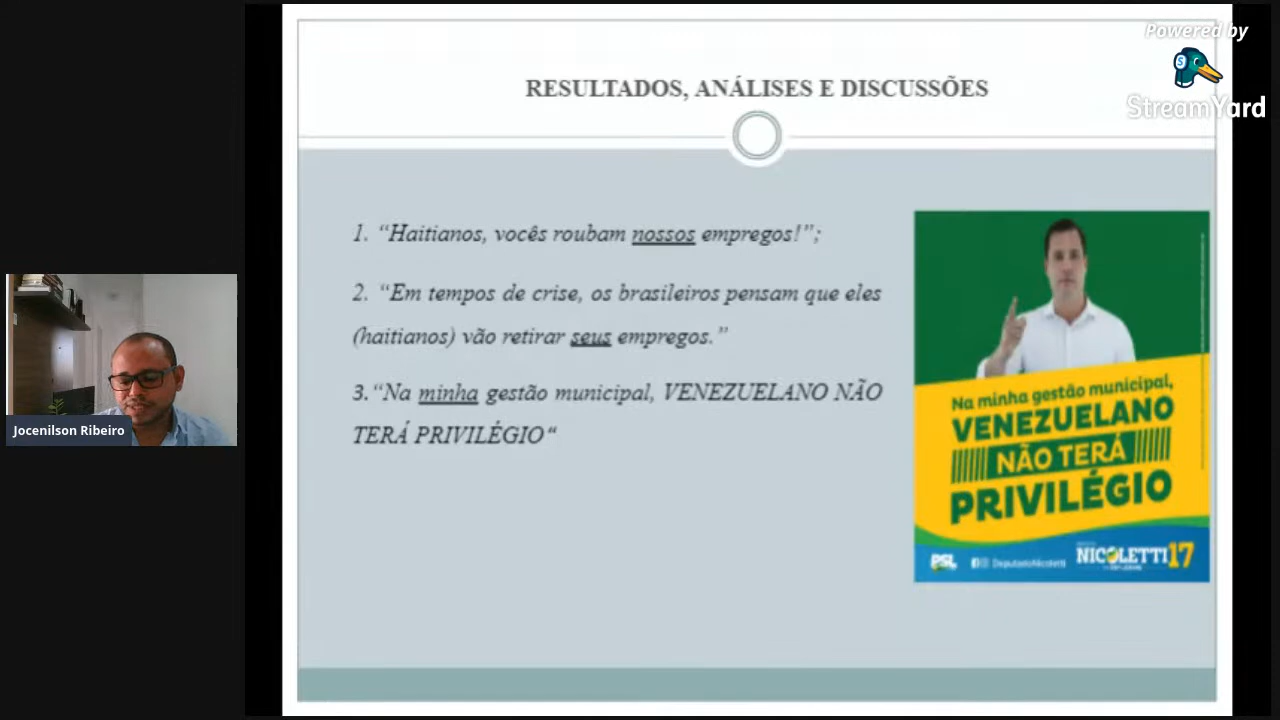 Powered by
StreamYard
RESULTADOS, ANÁLISES E DISCUSSÕES
1. “Haitianos, vocês roubam nossos empregos!”;
2. “Em tempos de crise, os brasileiros pensam que eles
(haitianos) vão retirar seus empregos.”
3.“Na minha gestão municipal, VENEZUELANO NÃO
TERÁ PRIVILÉGIO“
Na minha gestão municipal,
VENEZUELANO
NÃO TERÁ
PRIVILÉGIO
PSL
DeputadoNicoletti
NICOLETTI 17
Jocenilson Ribeiro